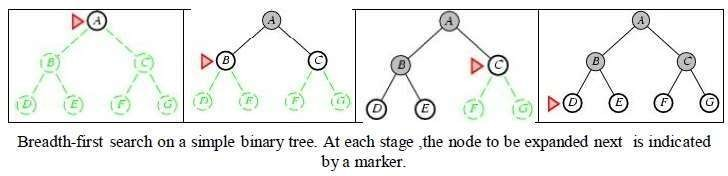 A
B C
D E F G
A
B C
D E F G
A
B C
D E F G
A
B C
D E F G
Breadth-first search on a simple binary tree. At each stage ,the node to be expanded next is indicated
by a marker.